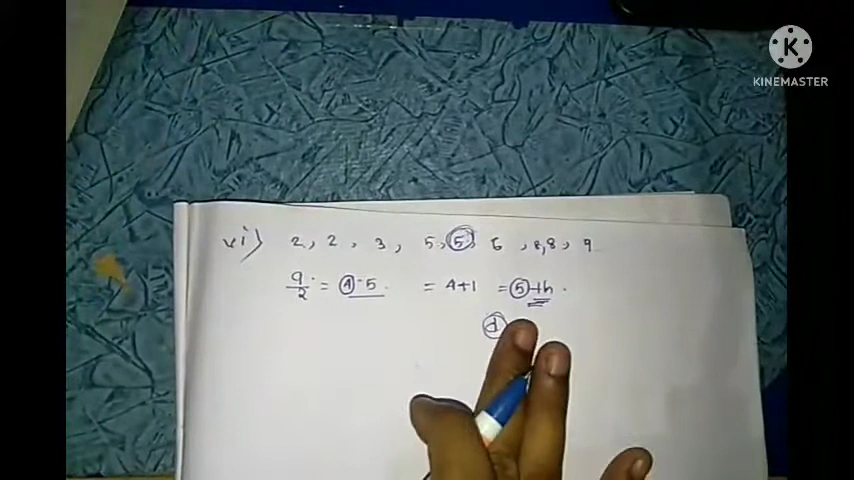 KINEMASTER
vi) 2, 2, 3, 5, 5, 6, 8,8, 9
9/2 = 4.5 = 4+1 = 5th.
d